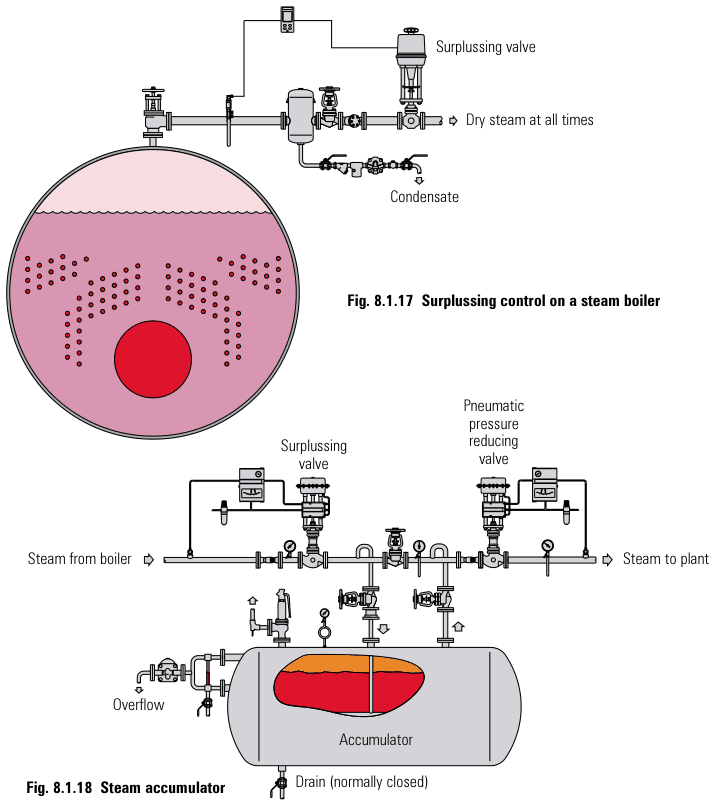 Surplussing valve
Dry steam at all times
Condensate
Fig. 8.1.17 Surplussing control on a steam boiler
Pneumatic
pressure
reducing
valve
Surplussing
valve
Steam from boiler
Steam to plant
Overflow
Accumulator
Drain (normally closed)
Fig. 8.1.18 Steam accumulator